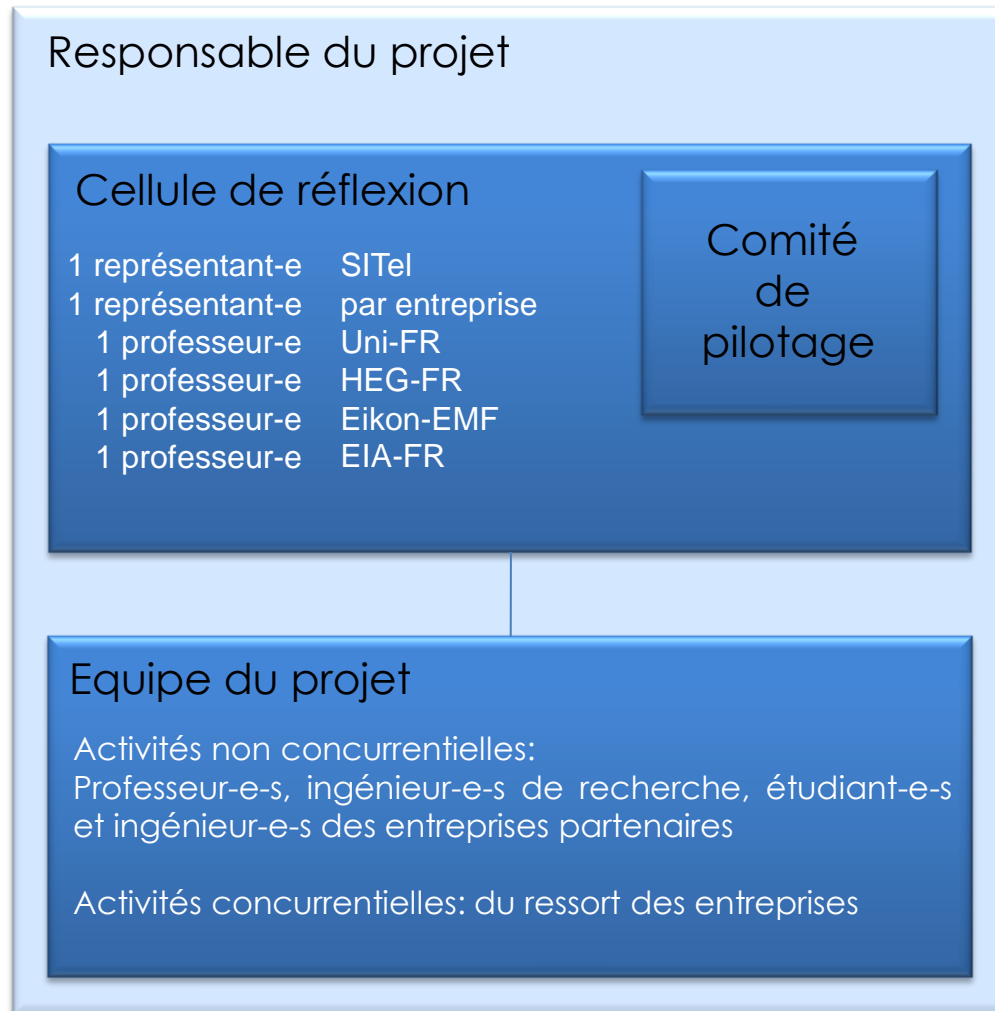 Responsable du projet
Cellule de réflexion
1 représentant-e SITel
1 représentant-e par entreprise
1 professeur-e Uni-FR
1 professeur-e HEG-FR
1 professeur-e Eikon-EMF
1 professeur-e EIA-FR
Comité
de
pilotage
Equipe du projet
Activités non concurrentielles:
Professeur-e-s, ingénieur-e-s de recherche, étudiant-e-s
et ingénieur-e-s des entreprises partenaires
Activités concurrentielles: du ressort des entreprises